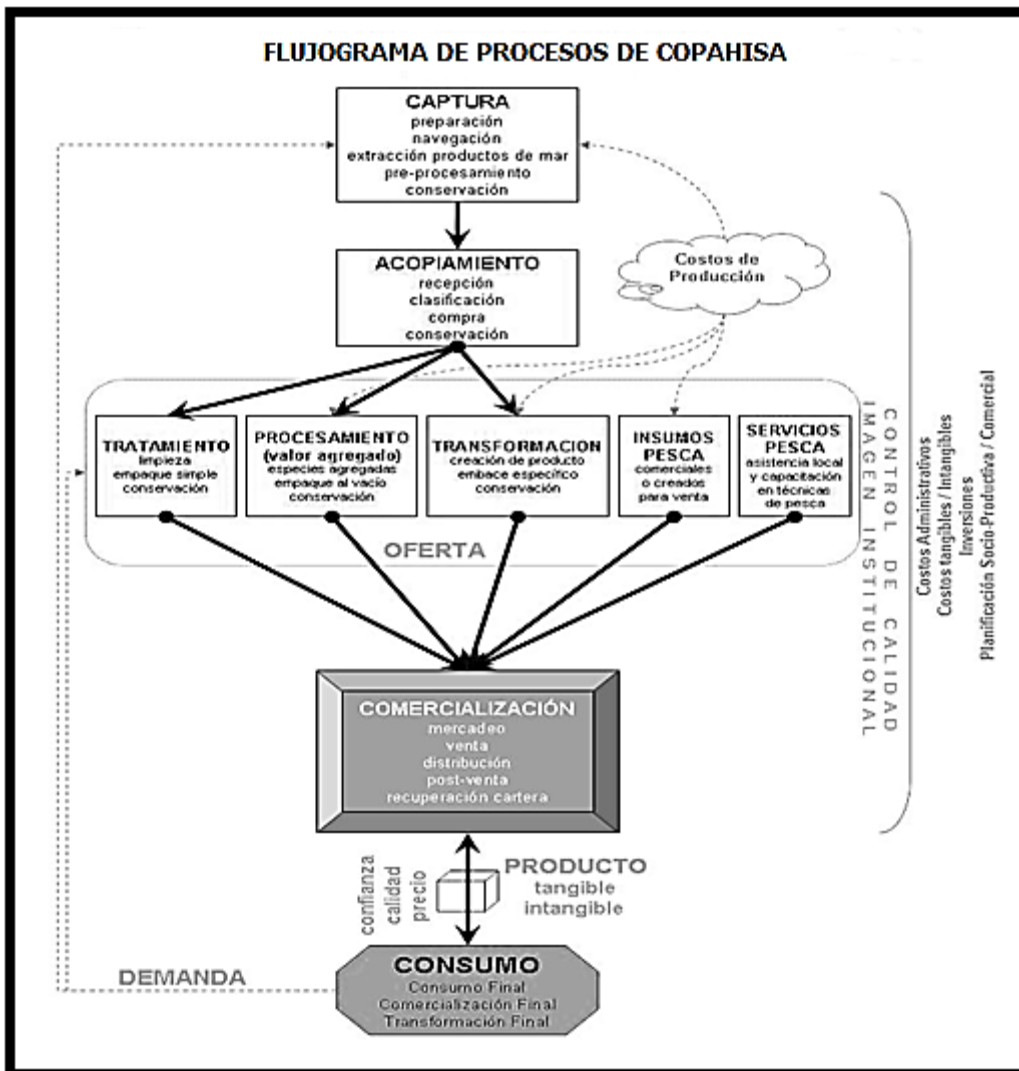 FLUJOGRAMA DE PROCESOS DE COPAHISA
CAPTURA
preparación
navegación
extracción productos de mar
pre-procesamiento
conservación
ACOPIAMIENTO
recepción
clasificación
compra
conservación
Costos de
Producción
TRATAMIENTO
limpieza
empaque simple
conservación
PROCESAMIENTO
(valor agregado)
especies agregadas
empaque al vacío
conservación
TRANSFORMACION
creación de producto
embace específico
conservación
INSUMOS
PESCA
comerciales
o creados
para venta
SERVICIOS
PESCA
asistencia local
y capacitación
en técnicas
de pesca
OFERTA
COMERCIALIZACIÓN
mercadeo
venta
distribución
post-venta
recuperación cartera
CONTROL DE CALIDAD
IMAGEN INSTITUCIONAL
Costos Administrativos
Costos tangibles / Intangibles
Inversiones
Planificación Socio-Productiva / Comercial
confianza
calidad
precio
PRODUCTO
tangible
intangible
DEMANDA
CONSUMO
Consumo Final
Comercialización Final
Transformación Final